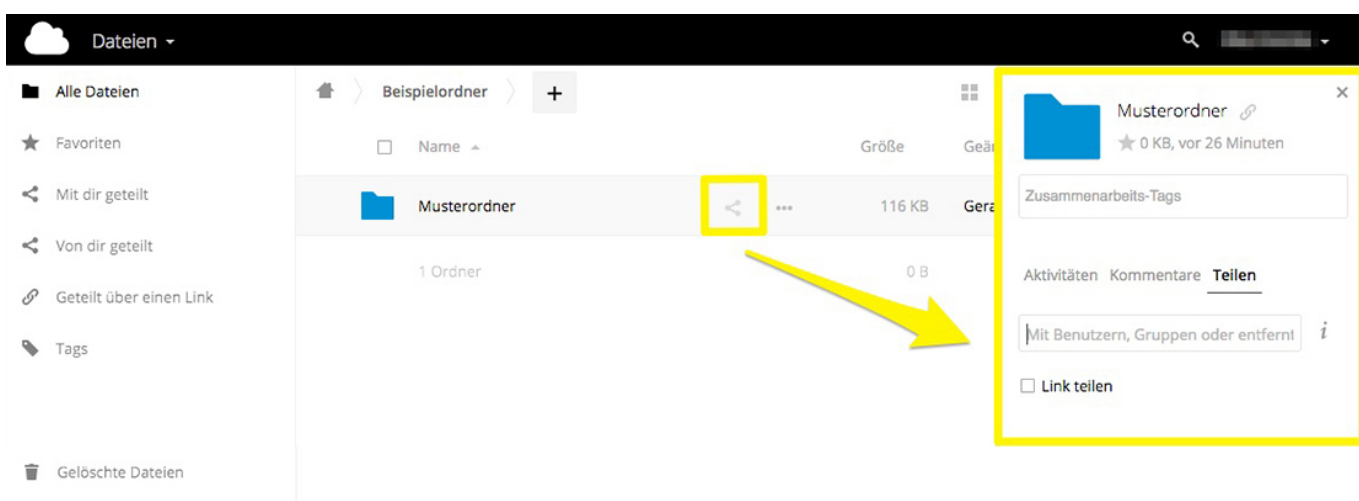 Dateien
Alle Dateien
Favoriten
Mit dir geteilt
Von dir geteilt
Geteilt über einen Link
Tags
Gelöschte Dateien
Beispielordner +
Name Größe Geän
Musterordner 116 KB Gera
1 Ordner 0 B
Musterordner
0 KB, vor 26 Minuten
Zusammenarbeits-Tags
Aktivitäten Kommentare Teilen
Mit Benutzern, Gruppen oder entfernt i
Link teilen